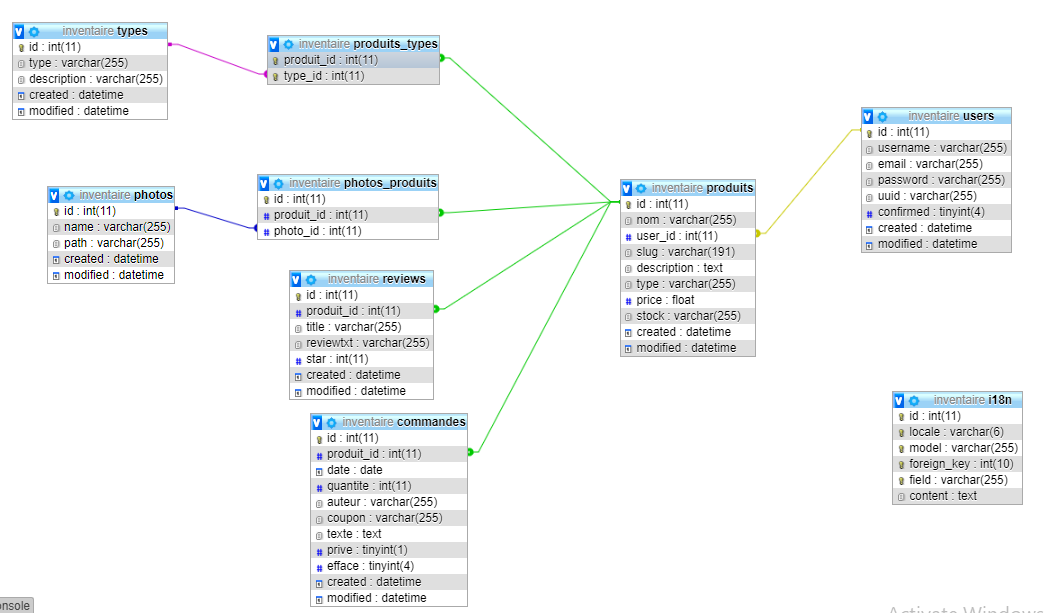 inventaire types
id : int(11)
type : varchar(255)
description : varchar(255)
created : datetime
modified : datetime
inventaire produits_types
produit_id : int(11)
type_id : int(11)
inventaire users
id : int(11)
username : varchar(255)
email : varchar(255)
password : varchar(255)
uuid : varchar(255)
confirmed : tinyint(4)
created : datetime
modified : datetime
inventaire photos
id : int(11)
name : varchar(255)
path : varchar(255)
created : datetime
modified : datetime
inventaire photos_produits
id : int(11)
produit_id : int(11)
photo_id : int(11)
inventaire produits
id : int(11)
nom : varchar(255)
user_id : int(11)
slug : varchar(191)
description : text
type : varchar(255)
price : float
stock : varchar(255)
created : datetime
modified : datetime
inventaire reviews
id : int(11)
produit_id : int(11)
title : varchar(255)
reviewtxt : varchar(255)
star : int(11)
created : datetime
modified : datetime
inventaire i18n
id : int(11)
locale : varchar(6)
model : varchar(255)
foreign_key : int(10)
field : varchar(255)
content : text
inventaire commandes
id : int(11)
produit_id : int(11)
date : date
quantite : int(11)
auteur : varchar(255)
coupon : varchar(255)
texte : text
prive : tinyint(1)
efface : tinyint(4)
created : datetime
modified : datetime
onsole
Activate Windows